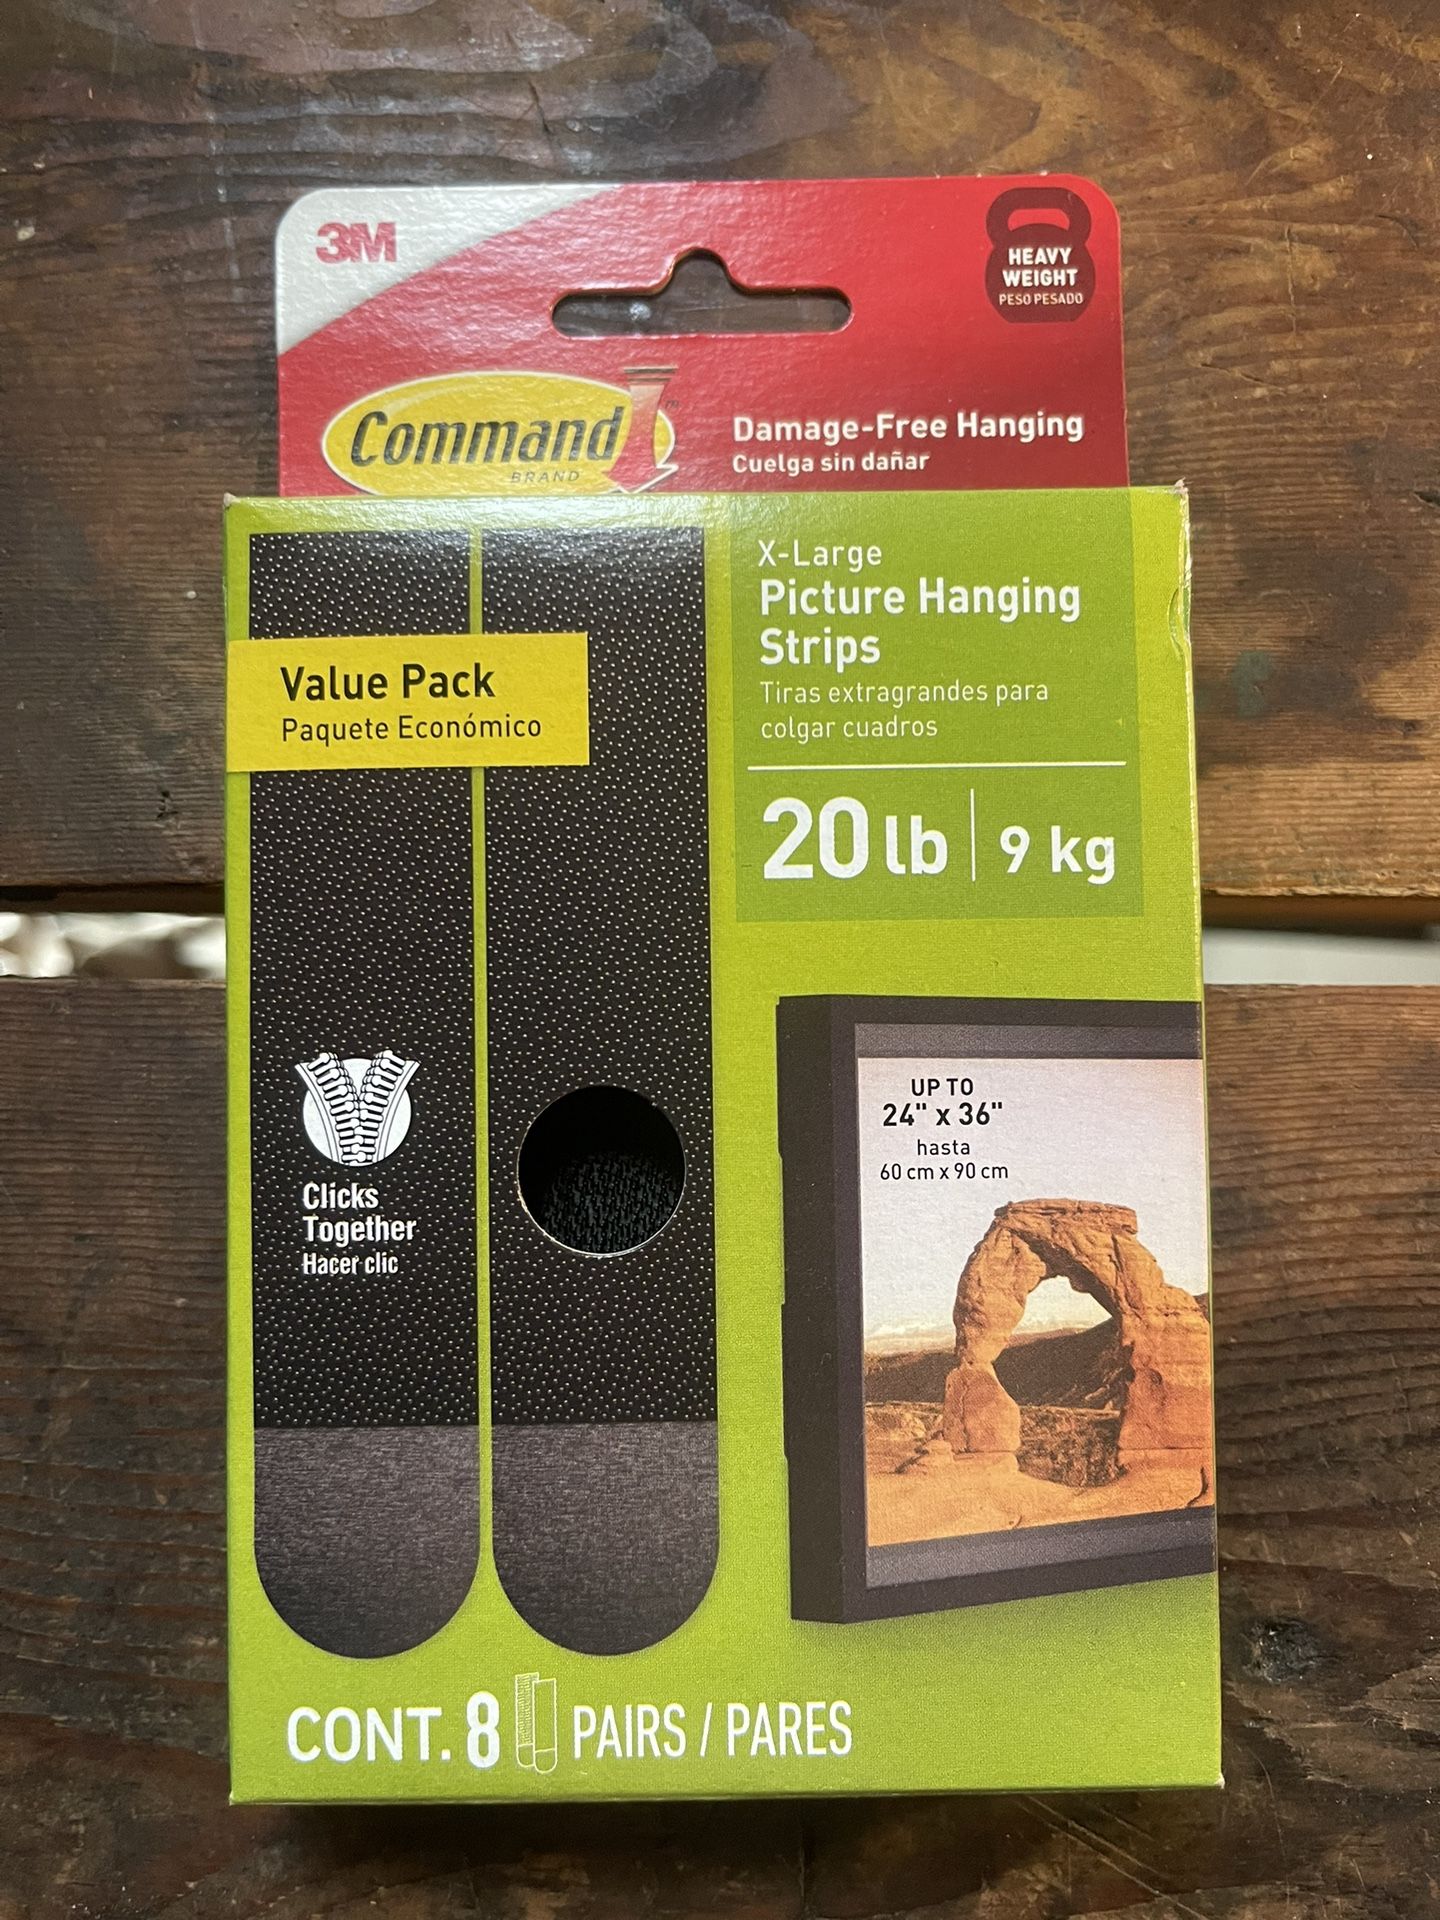 3M
HEAVY
WEIGHT
PESO PESADO
Command™
BRAND
Damage-Free Hanging
Cuelga sin dañar
X-Large
Picture Hanging
Strips
Tiras extragrandes para
colgar cuadros
20 lb | 9 kg
Value Pack
Paquete Económico
Clicks
Together
Hacer clic
UP TO
24" x 36"
hasta
60 cm x 90 cm
CONT. 8 PAIRS / PARES